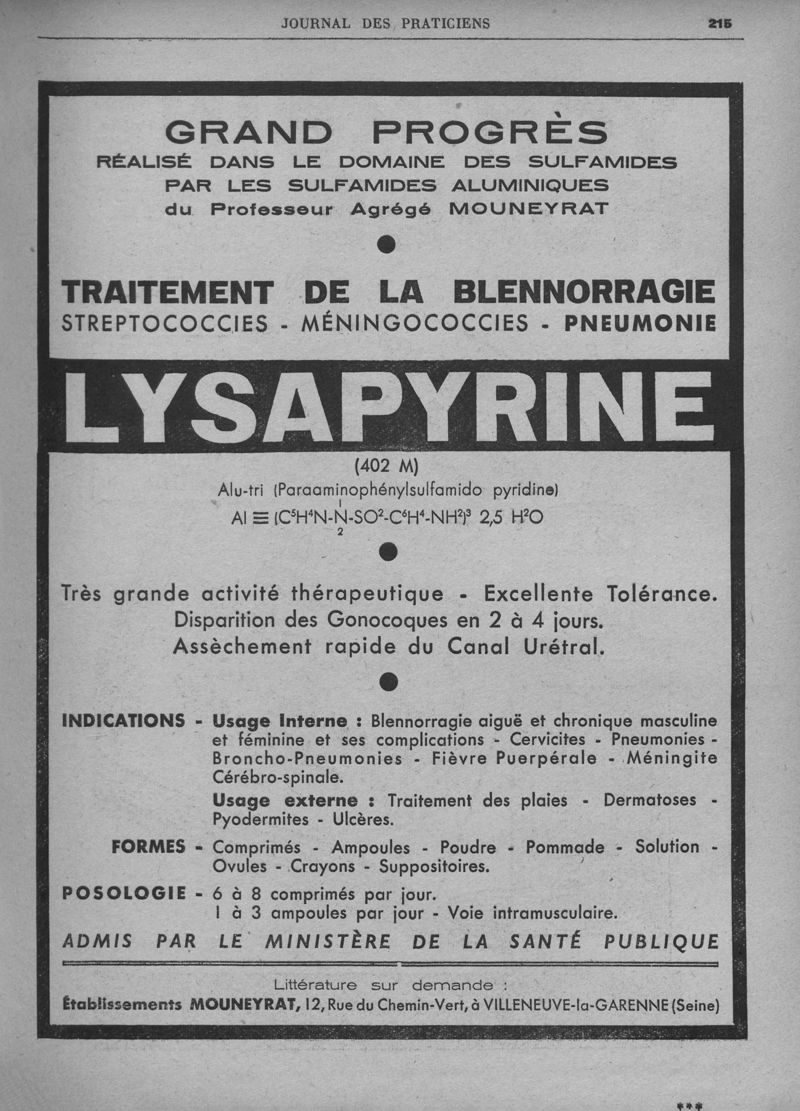 JOURNAL DES PRATICIENS 215
GRAND PROGRÈS
RÉALISÉ DANS LE DOMAINE DES SULFAMIDES
PAR LES SULFAMIDES ALUMINIQUES
du Professeur Agrégé MOUNEYRAT
TRAITEMENT DE LA BLENNORRAGIE
STREPTOCOCCIES - MÉNINGOCOCCIES - PNEUMONIE
LYSAPYRINE
(402 M)
Alu-tri (Paraaminophénylsulfamido pyridine)
Al ≡ (C⁵H⁴N-N-SO²-C⁶H⁴-NH²)³ 2,5 H²O
2
Très grande activité thérapeutique - Excellente Tolérance.
Disparition des Gonocoques en 2 à 4 jours.
Assèchement rapide du Canal Urétral.
INDICATIONS - Usage Interne : Blennorragie aiguë et chronique masculine
et féminine et ses complications - Cervicites - Pneumonies -
Broncho-Pneumonies - Fièvre Puerpérale - Méningite
Cérébro-spinale.
Usage externe : Traitement des plaies - Dermatoses -
Pyodermites - Ulcères.
FORMES - Comprimés - Ampoules - Poudre - Pommade - Solution -
Ovules - Crayons - Suppositoires.
POSOLOGIE - 6 à 8 comprimés par jour.
1 à 3 ampoules par jour - Voie intramusculaire.
ADMIS PAR LE MINISTÈRE DE LA SANTÉ PUBLIQUE
Littérature sur demande :
Établissements MOUNEYRAT, 12, Rue du Chemin-Vert, à VILLENEUVE-la-GARENNE (Seine)
***